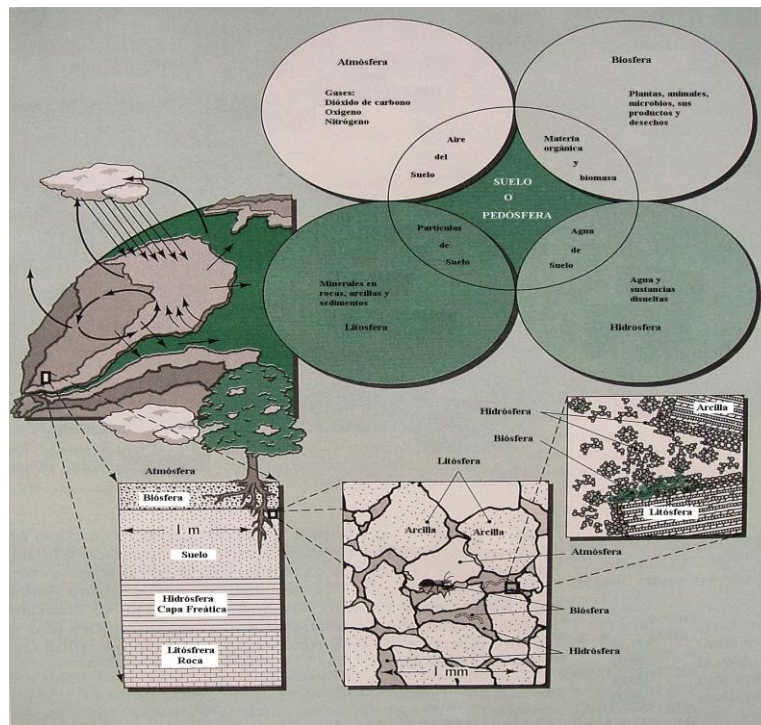 Atmósfera
Gases:
Dióxido de carbono
Oxígeno
Nitrógeno
Biosfera
Plantas, animales,
microbios, sus
productos y
desechos
Aire
del
Suelo
Materia
orgánica
y
biomasa
SUELO
O
PEDÓSFERA
Partículas
de
Suelo
Agua
de
Suelo
Minerales en
rocas, arcillas y
sedimentos
Litósfera
Agua y
sustancias
disueltas
Hidrosfera
Atmósfera
Biósfera
1 m
Suelo
Hidrósfera
Capa Freática
Litósfrera
Roca
Litósfera
Arcilla
Arcilla
Atmósfera
Biósfera
Hidrósfera
1 mm
Hidrósfera
Biósfera
Arcilla
Litósfera